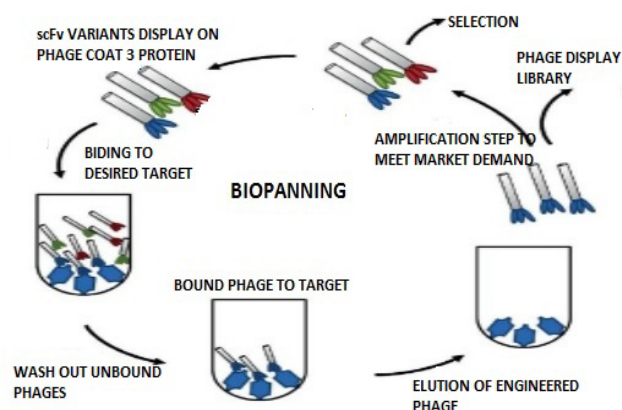 scFv VARIANTS DISPLAY ON
PHAGE COAT 3 PROTEIN
SELECTION
PHAGE DISPLAY
LIBRARY
AMPLIFICATION STEP TO
MEET MARKET DEMAND
BIDING TO
DESIRED TARGET
BIOPANNING
BOUND PHAGE TO TARGET
WASH OUT UNBOUND
PHAGES
ELUTION OF ENGINEERED
PHAGE